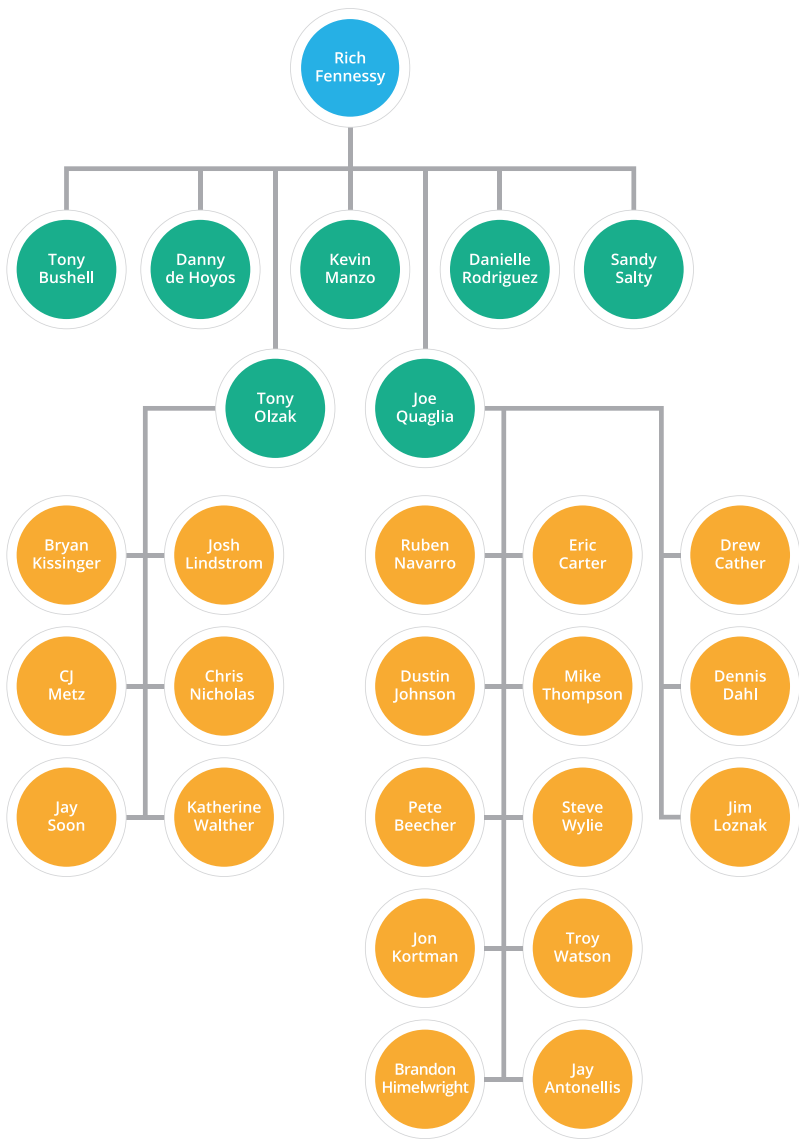 Rich
Fennessy
Tony
Bushell
Danny
de Hoyos
Kevin
Manzo
Danielle
Rodriguez
Sandy
Salty
Tony
Olzak
Joe
Quaglia
Bryan
Kissinger
Josh
Lindstrom
Ruben
Navarro
Eric
Carter
Drew
Cather
CJ
Metz
Chris
Nicholas
Dustin
Johnson
Mike
Thompson
Dennis
Dahl
Jay
Soon
Katherine
Walther
Pete
Beecher
Steve
Wylie
Jim
Loznak
Jon
Kortman
Troy
Watson
Brandon
Himelwright
Jay
Antonellis